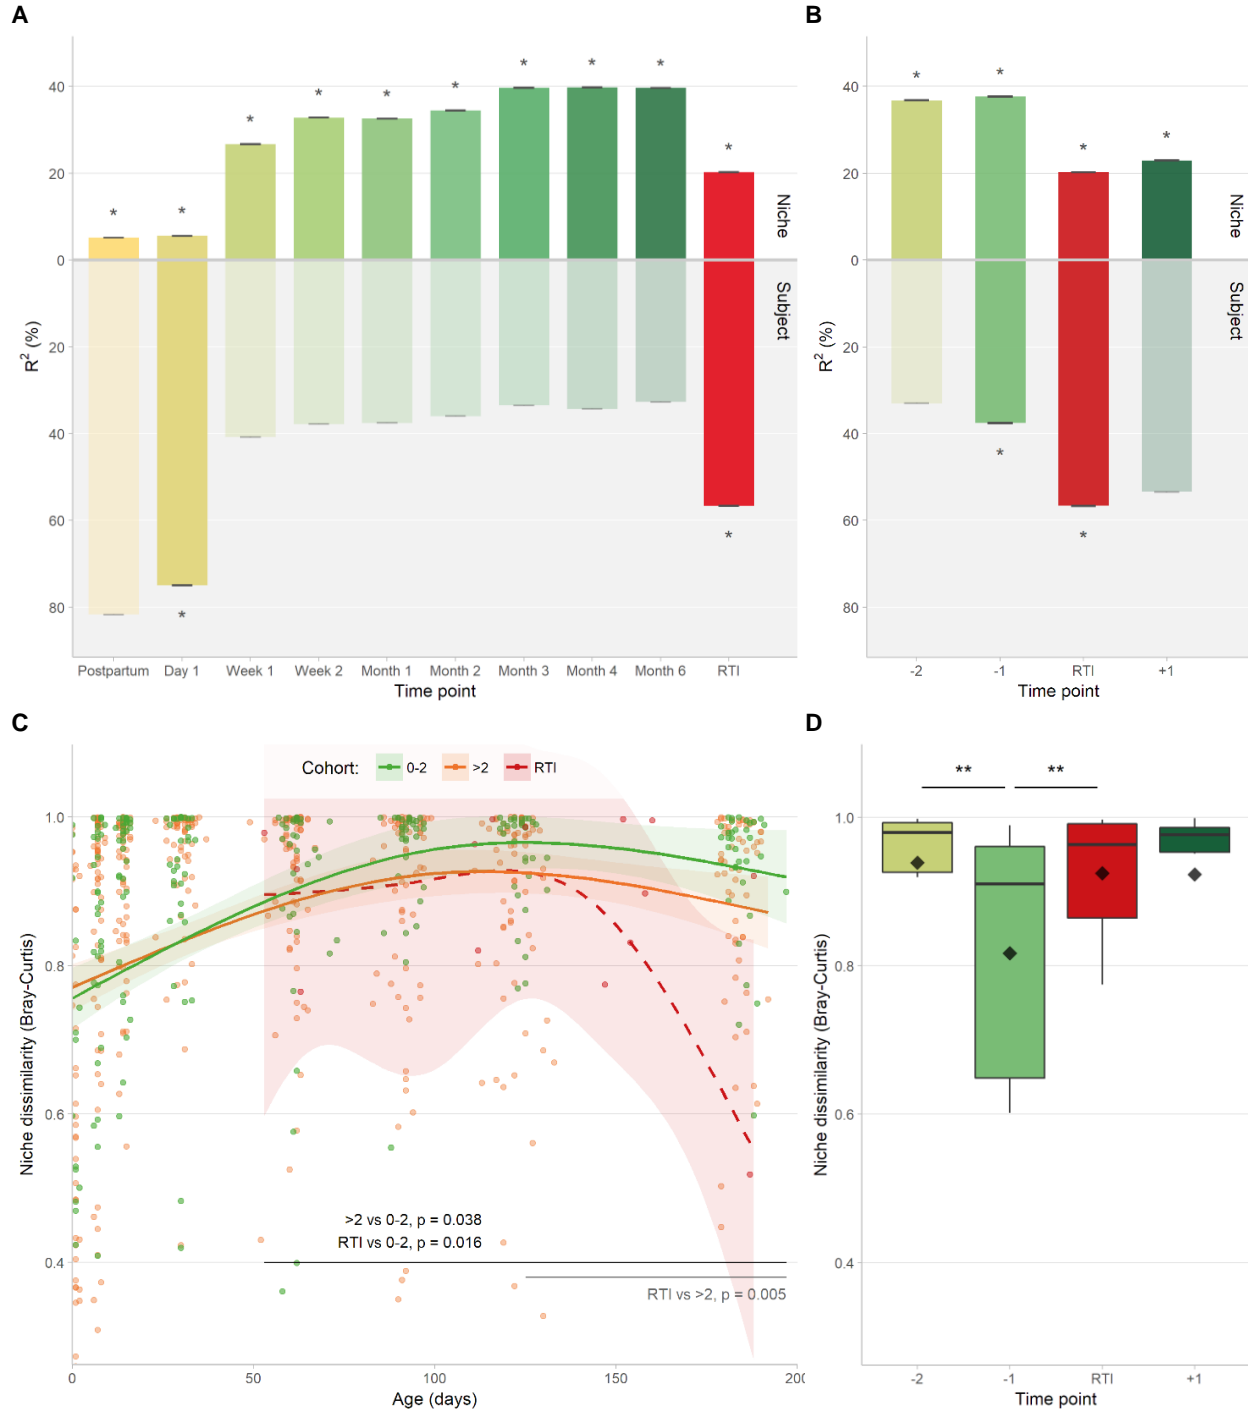 A
B
* * * * * * * * * *
* * * *
40
20
0
20
40
60
80
R² (%)
Niche
Subject
*
*
Postpartum Day 1 Week 1 Week 2 Month 1 Month 2 Month 3 Month 4 Month 6 RTI
Time point
40
20
0
20
40
60
80
R² (%)
Niche
Subject
*
*
-2 -1 RTI +1
Time point
C
D
Cohort: 0-2 >2 RTI
1.0
0.8
0.6
0.4
Niche dissimilarity (Bray-Curtis)
>2 vs 0-2, p = 0.038
RTI vs 0-2, p = 0.016
RTI vs >2, p = 0.005
0 50 100 150 200
Age (days)
** **
1.0
0.8
0.6
0.4
Niche dissimilarity (Bray-Curtis)
-2 -1 RTI +1
Time point